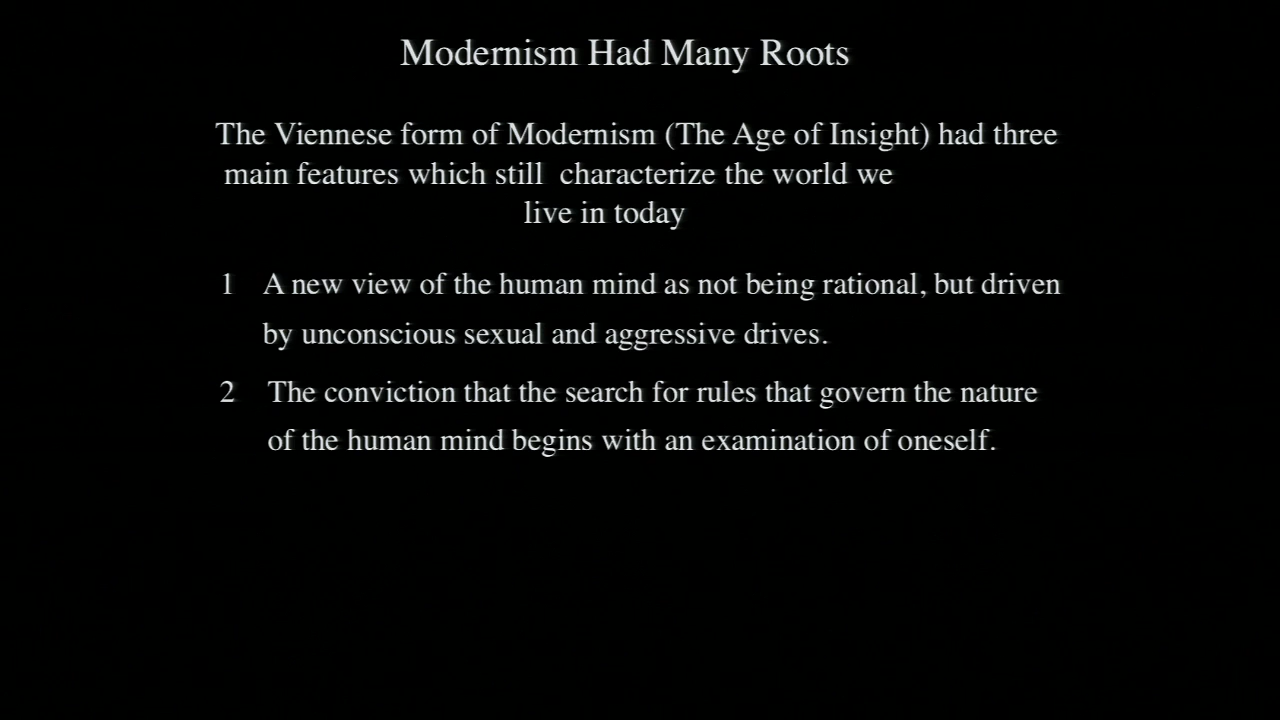 Modernism Had Many Roots
The Viennese form of Modernism (The Age of Insight) had three
main features which still characterize the world we
live in today
1 A new view of the human mind as not being rational, but driven
by unconscious sexual and aggressive drives.
2 The conviction that the search for rules that govern the nature
of the human mind begins with an examination of oneself.